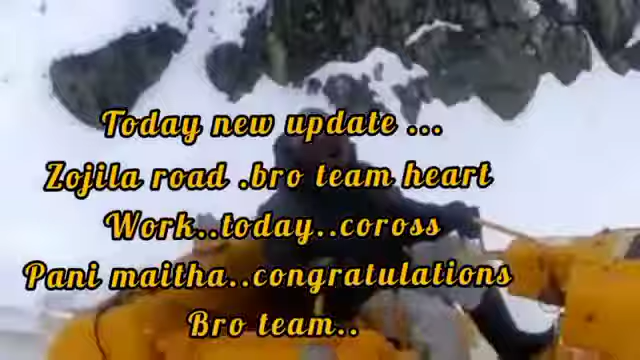 Today new update ...
Zojila road .bro team heart
Work..today..coross
Pani maitha..congratulations
Bro team..